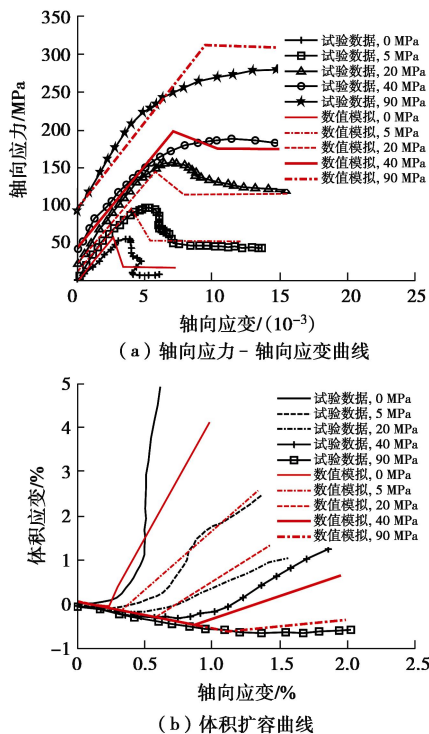 轴向应力/MPa
350
300
250
200
150
100
50
0
5
10
15
20
25
试验数据, 0 MPa
试验数据, 5 MPa
试验数据, 20 MPa
试验数据, 40 MPa
试验数据, 90 MPa
数值模拟, 0 MPa
数值模拟, 5 MPa
数值模拟, 20 MPa
数值模拟, 40 MPa
数值模拟, 90 MPa
轴向应变/(10⁻³)
(a) 轴向应力-轴向应变曲线
体积应变/%
5
4
3
2
1
0
-1
0
0.5
1.0
1.5
2.0
2.5
试验数据, 0 MPa
试验数据, 5 MPa
试验数据, 20 MPa
试验数据, 40 MPa
试验数据, 90 MPa
数值模拟, 0 MPa
数值模拟, 5 MPa
数值模拟, 20 MPa
数值模拟, 40 MPa
数值模拟, 90 MPa
轴向应变/%
(b) 体积扩容曲线